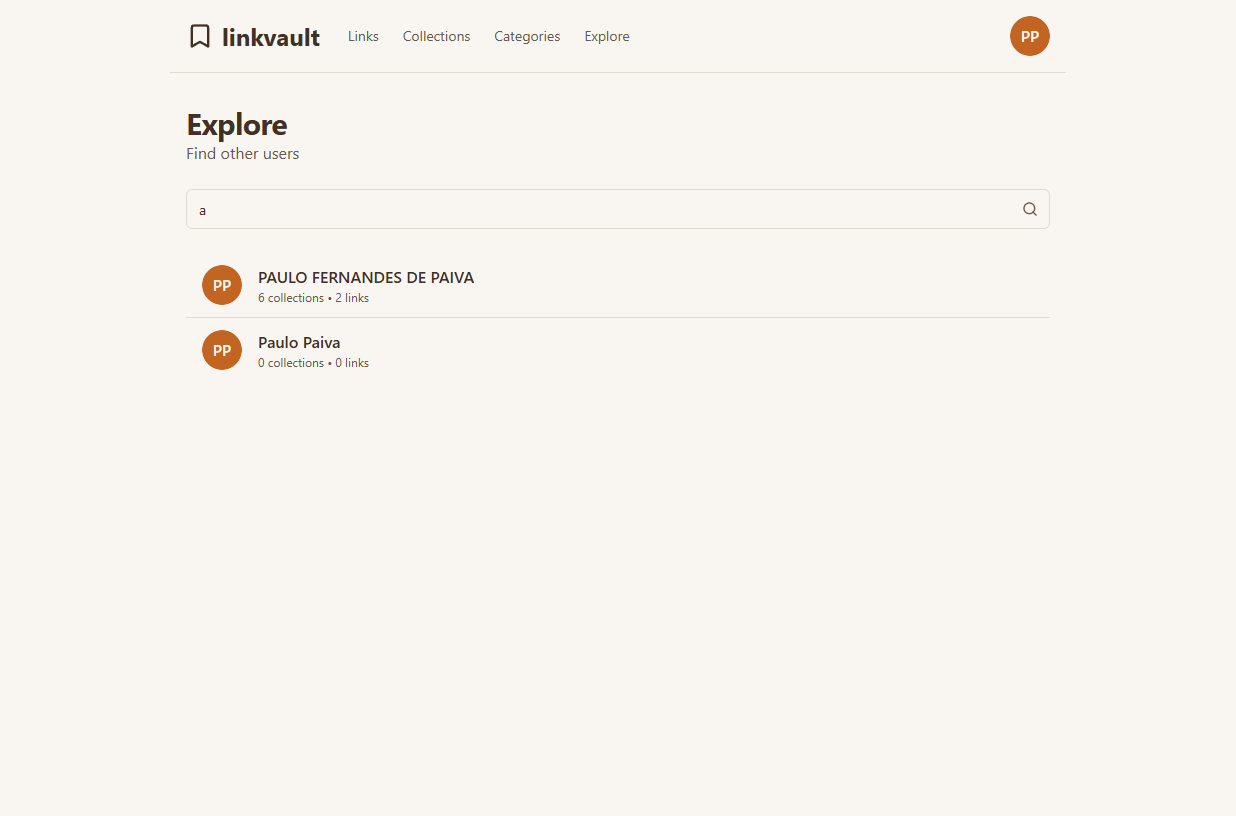 linkvault Links Collections Categories Explore PP
Explore
Find other users
a
PP PAULO FERNANDES DE PAIVA
6 collections • 2 links
PP Paulo Paiva
0 collections • 0 links